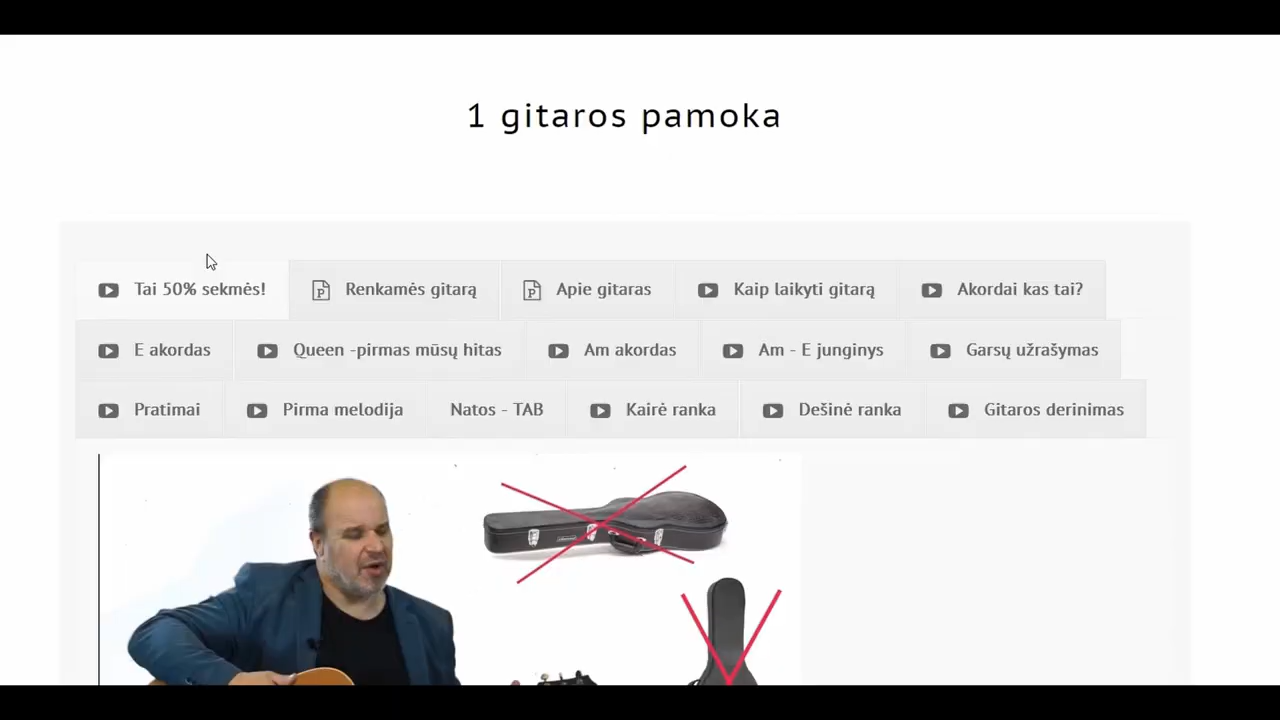 1 gitaros pamoka
Tai 50% sekmės! Renkamės gitarą Apie gitaras Kaip laikyti gitarą Akordai kas tai?
E akordas Queen -pirmas mūsų hitas Am akordas Am - E junginys Garsų užrašymas
Pratimai Pirma melodija Natos - TAB Kairė ranka Dešinė ranka Gitaros derinimas